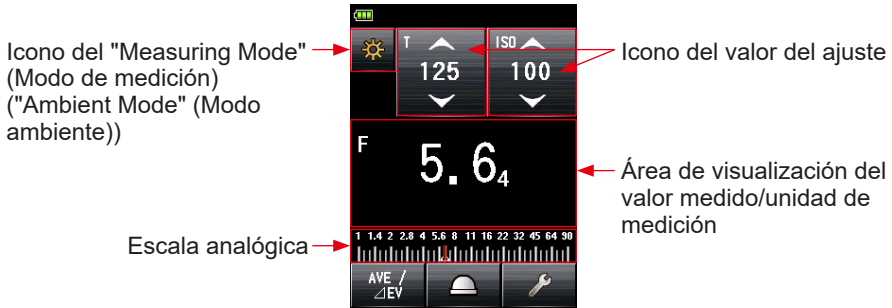 Icono del "Measuring Mode"
(Modo de medición)
("Ambient Mode" (Modo
ambiente))
T
125
ISO
100
Icono del valor del ajuste
F
5.6 4
Área de visualización del
valor medido/unidad de
medición
Escala analógica
1 1.4 2 2.8 4 5.6 8 11 16 22 32 45 64 90
AVE /
⊿EV